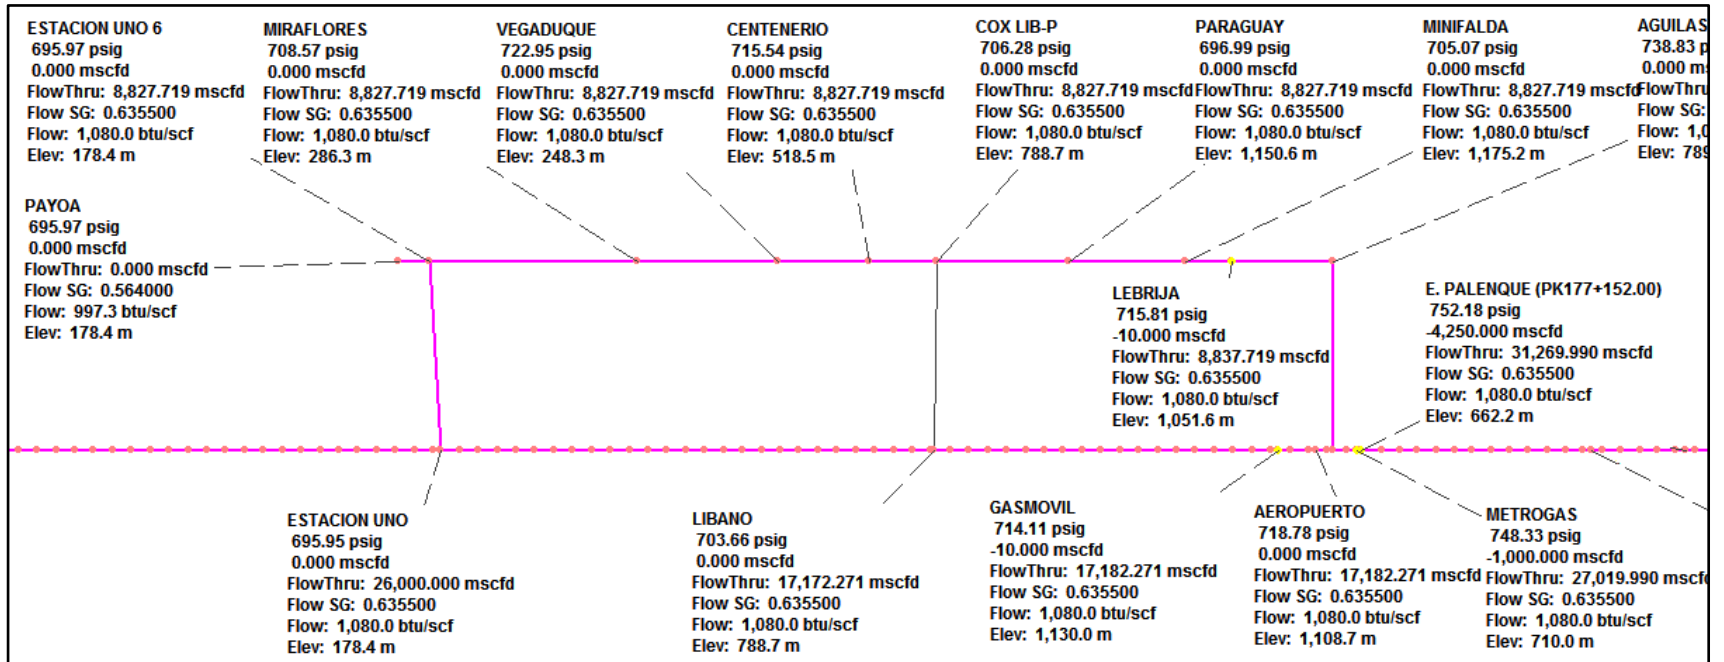 ESTACION UNO 6
695.97 psig
0.000 mscfd
FlowThru: 8,827.719 mscfd
Flow SG: 0.635500
Flow: 1,080.0 btu/scf
Elev: 178.4 m
MIRAFLORES
708.57 psig
0.000 mscfd
FlowThru: 8,827.719 mscfd
Flow SG: 0.635500
Flow: 1,080.0 btu/scf
Elev: 286.3 m
VEGADUQUE
722.95 psig
0.000 mscfd
FlowThru: 8,827.719 mscfd
Flow SG: 0.635500
Flow: 1,080.0 btu/scf
Elev: 248.3 m
CENTENERIO
715.54 psig
0.000 mscfd
FlowThru: 8,827.719 mscfd
Flow SG: 0.635500
Flow: 1,080.0 btu/scf
Elev: 518.5 m
COX LIB-P
706.28 psig
0.000 mscfd
FlowThru: 8,827.719 mscfd
Flow SG: 0.635500
Flow: 1,080.0 btu/scf
Elev: 788.7 m
PARAGUAY
696.99 psig
0.000 mscfd
FlowThru: 8,827.719 mscfd
Flow SG: 0.635500
Flow: 1,080.0 btu/scf
Elev: 1,150.6 m
MINIFALDA
705.07 psig
0.000 mscfd
FlowThru: 8,827.719 mscfd
Flow SG: 0.635500
Flow: 1,080.0 btu/scf
Elev: 1,175.2 m
AGUILAS
738.83 p
0.000 ms
FlowThru
Flow SG:
Flow: 1,0
Elev: 789
PAYOA
695.97 psig
0.000 mscfd
FlowThru: 0.000 mscfd
Flow SG: 0.564000
Flow: 997.3 btu/scf
Elev: 178.4 m
LEBRIJA
715.81 psig
-10.000 mscfd
FlowThru: 8,837.719 mscfd
Flow SG: 0.635500
Flow: 1,080.0 btu/scf
Elev: 1,051.6 m
E. PALENQUE (PK177+152.00)
752.18 psig
-4,250.000 mscfd
FlowThru: 31,269.990 mscfd
Flow SG: 0.635500
Flow: 1,080.0 btu/scf
Elev: 662.2 m
ESTACION UNO
695.95 psig
0.000 mscfd
FlowThru: 26,000.000 mscfd
Flow SG: 0.635500
Flow: 1,080.0 btu/scf
Elev: 178.4 m
LIBANO
703.66 psig
0.000 mscfd
FlowThru: 17,172.271 mscfd
Flow SG: 0.635500
Flow: 1,080.0 btu/scf
Elev: 788.7 m
GASMOVIL
714.11 psig
-10.000 mscfd
FlowThru: 17,182.271 mscfd
Flow SG: 0.635500
Flow: 1,080.0 btu/scf
Elev: 1,130.0 m
AEROPUERTO
718.78 psig
0.000 mscfd
FlowThru: 17,182.271 mscfd
Flow SG: 0.635500
Flow: 1,080.0 btu/scf
Elev: 1,108.7 m
METROGAS
748.33 psig
-1,000.000 mscfd
FlowThru: 27,019.990 mscfd
Flow SG: 0.635500
Flow: 1,080.0 btu/scf
Elev: 710.0 m